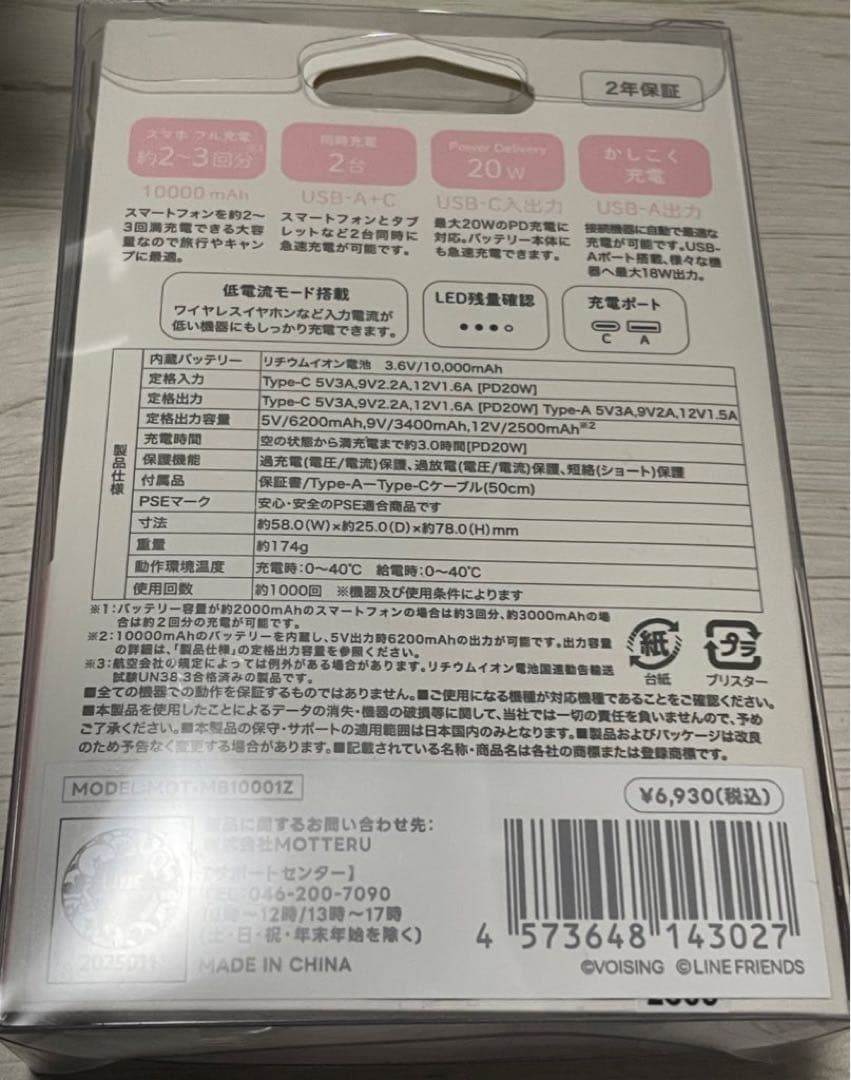 2年保証
スマホ フル充電
約2~3回分※1
10000mAh
スマートフォンを約2〜
3回満充電できる大容
量なので旅行やキャン
プに最適。
同時充電
2台
USB-A+C
スマートフォンとタブ
レットなど2台同時に
急速充電が可能です。
Power Delivery
20W
USB-C入出力
最大20WのPD充電に
対応。バッテリー本体に
も急速充電できます。
かしこく
充電
USB-A出力
接続機器に自動で最適な
充電が可能です。USB-
Aポート搭載、様々な機
器へ最大18W出力。
低電流モード搭載
ワイヤレスイヤホンなど入力電流が
低い機器にもしっかり充電できます。
LED残量確認
充電ポート
C A
製品仕様
内蔵バッテリー リチウムイオン電池 3.6V/10,000mAh
定格入力 Type-C 5V3A,9V2.2A,12V1.6A [PD20W]
定格出力 Type-C 5V3A,9V2.2A,12V1.6A [PD20W] Type-A 5V3A,9V2A,12V1.5A
定格出力容量 5V/6200mAh,9V/3400mAh,12V/2500mAh※2
充電時間 空の状態から満充電まで約3.0時間[PD20W]
保護機能 過充電(電圧/電流)保護、過放電(電圧/電流)保護、短絡(ショート)保護
付属品 保証書/Type-AーType-Cケーブル(50cm)
PSEマーク 安心・安全のPSE適合商品です
寸法 約58.0(W)×約25.0(D)×約78.0(H)mm
重量 約174g
動作環境温度 充電時:0〜40℃ 給電時:0〜40℃
使用回数 約1000回 ※機器及び使用条件によります
※1:バッテリー容量が約2000mAhのスマートフォンの場合は約3回分、約3000mAhの場
合は約2回分の充電が可能です。
※2:10000mAhのバッテリーを内蔵し、5V出力時6200mAhの出力が可能です。出力容量
の詳細は、「製品仕様」の定格出力容量を参照ください。
※3:航空会社の規定によっては例外がある場合があります。リチウムイオン電池国連勧告輸送
試験UN38.3合格済みの製品です。
紙
台紙
プラ
ブリスター
■全ての機器での動作を保証するものではありません。■ご使用になる機種が対応機種であることをご確認ください。
■本製品を使用したことによるデータの消失・機器の破損等に関して、当社では一切の責任を負いませんので、予め
ご了承ください。■本製品の保守・サポートの適用範囲は日本国内のみとなります。■製品およびパッケージは改良
のため予告なく変更する場合があります。■記載されている名称・商品名は各社の商標または登録商標です。
MODEL:MOT-MB10001Z
¥6,930(税込)
製品に関するお問い合わせ先:
株式会社MOTTERU
【サポートセンター】
TEL:046-200-7090
10時〜12時/13時〜17時
(土・日・祝・年末年始を除く)
MADE IN CHINA
4 573648 143027
©VOISING ©LINE FRIENDS